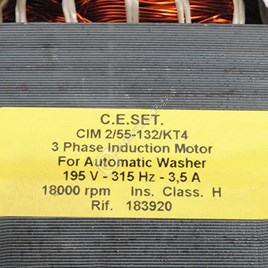 C.E.SET.
CIM 2/55-132/KT4
3 Phase Induction Motor
For Automatic Washer
195 V - 315 Hz - 3,5 A
18000 rpm Ins. Class. H
Rif. 183920